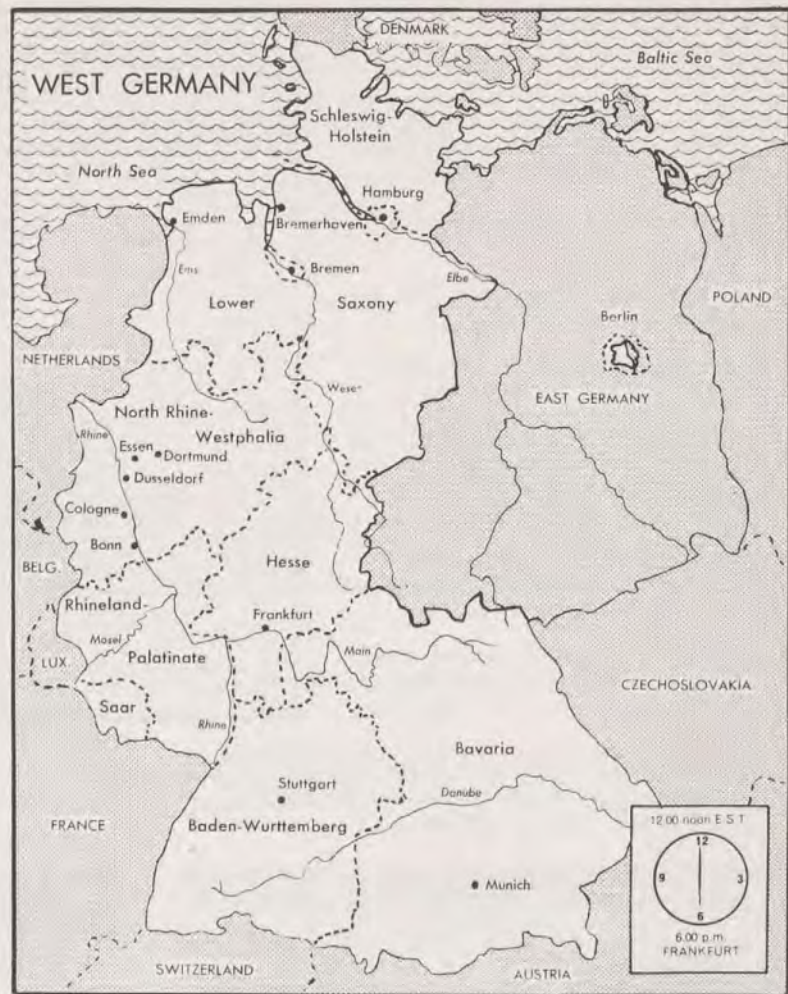 DENMARK
Baltic Sea
WEST GERMANY
Schleswig-
Holstein
North Sea
Hamburg
Emden
Bremerhaven
Ems
Bremen
Elbe
Lower
Saxony
POLAND
Berlin
NETHERLANDS
Weser
EAST GERMANY
North Rhine-
Westphalia
Rhine
Essen
Dortmund
Dusseldorf
Cologne
Bonn
Hesse
BELG.
Rhineland-
Frankfurt
Mosel
Main
LUX.
Palatinate
CZECHOSLOVAKIA
Saar
Rhine
Bavaria
Stuttgart
Danube
FRANCE
Baden-Wurttemberg
12:00 noon E S T
12
9
3
6
Munich
6:00 p.m.
FRANKFURT
SWITZERLAND
AUSTRIA